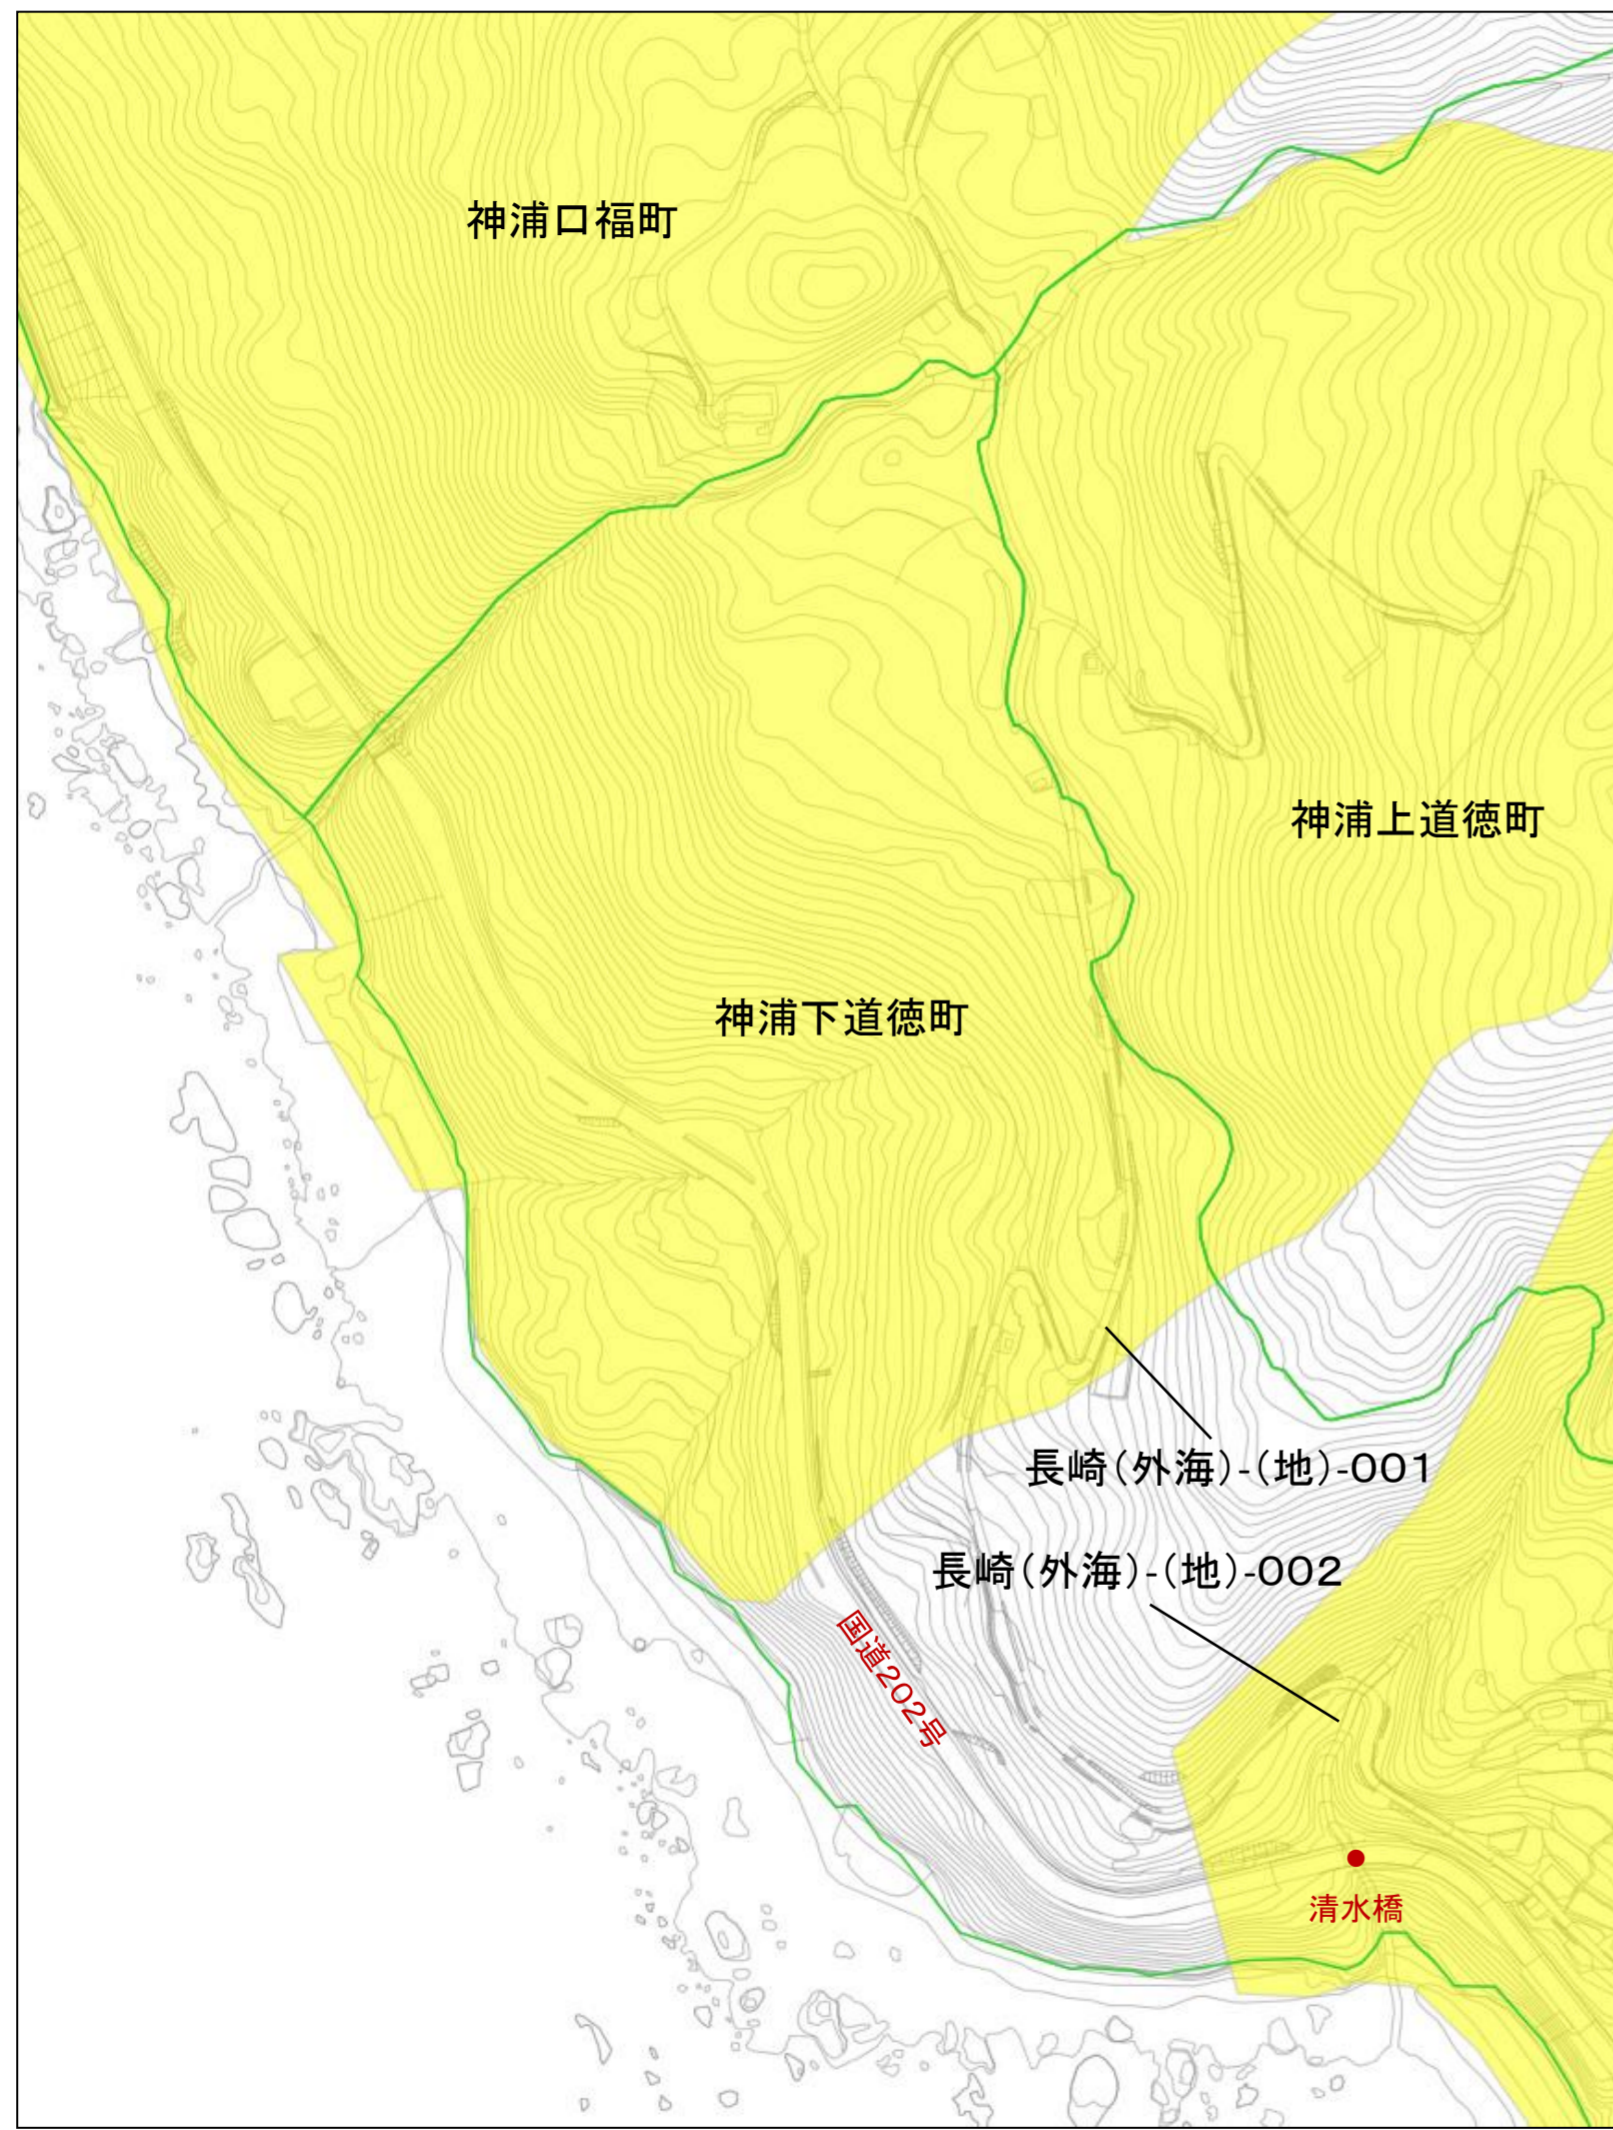 神浦口福町
神浦上道徳町
神浦下道徳町
長崎(外海)-(地)-001
長崎(外海)-(地)-002
国道202号
清水橋